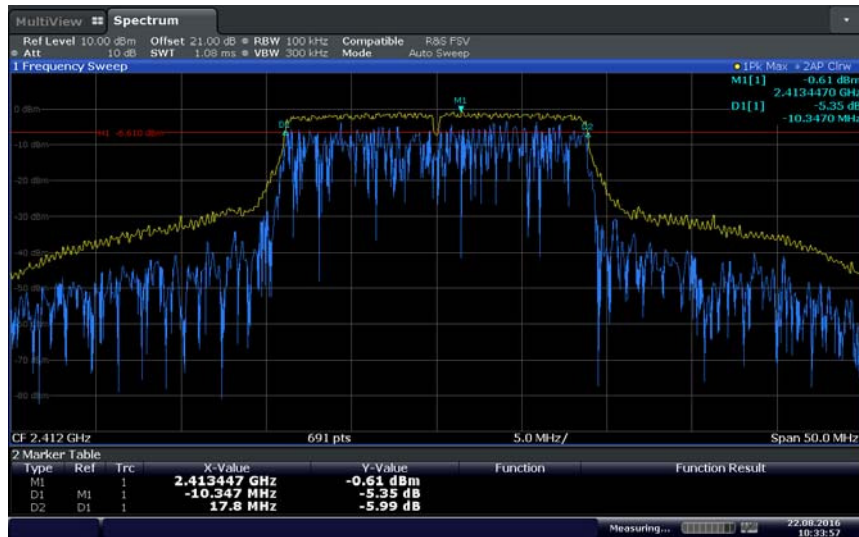 MultiView Spectrum
Ref Level 10.00 dBm Offset 21.00 dB RBW 100 kHz Compatible R&S FSV
Att 10 dB SWT 1.08 ms VBW 300 kHz Mode Auto Sweep
1 Frequency Sweep 1Pk Max 2AP Clrw
M1[1] -0.61 dBm
2.4134470 GHz
D1[1] -5.35 dB
-10.3470 MHz
M1
0 dBm
D1 D2
H1 -6.610 dBm
-10 dBm
-20 dBm
-30 dBm
-40 dBm
-50 dBm
-60 dBm
-70 dBm
-80 dBm
CF 2.412 GHz 691 pts 5.0 MHz/ Span 50.0 MHz
2 Marker Table
Type Ref Trc X-Value Y-Value Function Function Result
M1 1 2.413447 GHz -0.61 dBm
D1 M1 1 -10.347 MHz -5.35 dB
D2 D1 1 17.8 MHz -5.99 dB
Measuring... 22.08.2016
10:33:57